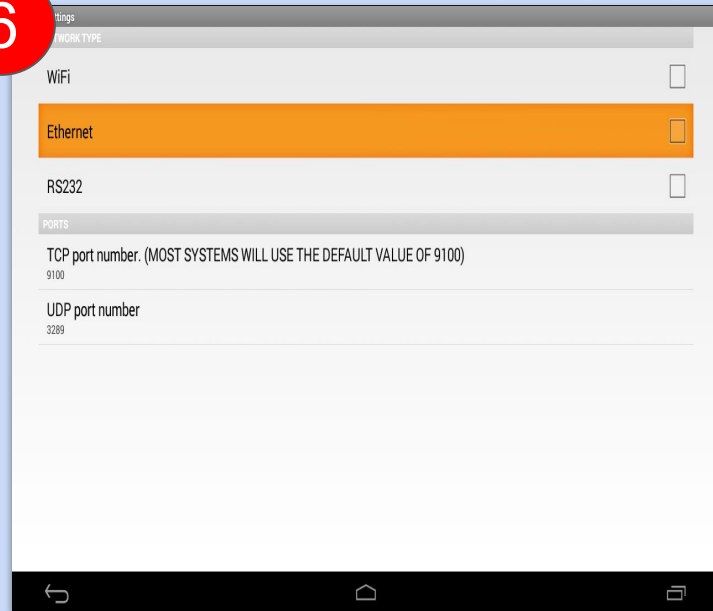 6
ttings
TWORK TYPE
WiFi
Ethernet
RS232
PORTS
TCP port number. (MOST SYSTEMS WILL USE THE DEFAULT VALUE OF 9100)
9100
UDP port number
3289